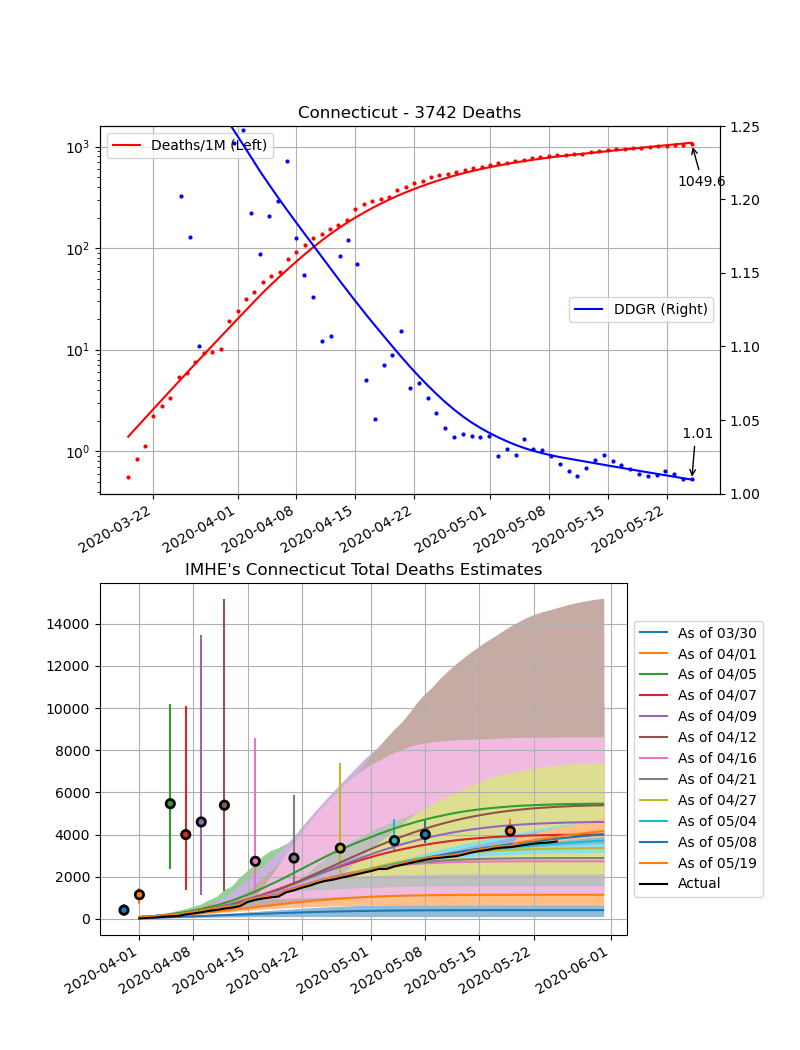 Connecticut - 3742 Deaths
10³
10²
10¹
10⁰
Deaths/1M (Left)
DDGR (Right)
1049.6
1.01
1.25
1.20
1.15
1.10
1.05
1.00
2020-03-22
2020-04-01
2020-04-08
2020-04-15
2020-04-22
2020-05-01
2020-05-08
2020-05-15
2020-05-22
IMHE's Connecticut Total Deaths Estimates
14000
12000
10000
8000
6000
4000
2000
0
2020-04-01
2020-04-08
2020-04-15
2020-04-22
2020-05-01
2020-05-08
2020-05-15
2020-05-22
2020-06-01
As of 03/30
As of 04/01
As of 04/05
As of 04/07
As of 04/09
As of 04/12
As of 04/16
As of 04/21
As of 04/27
As of 05/04
As of 05/08
As of 05/19
Actual